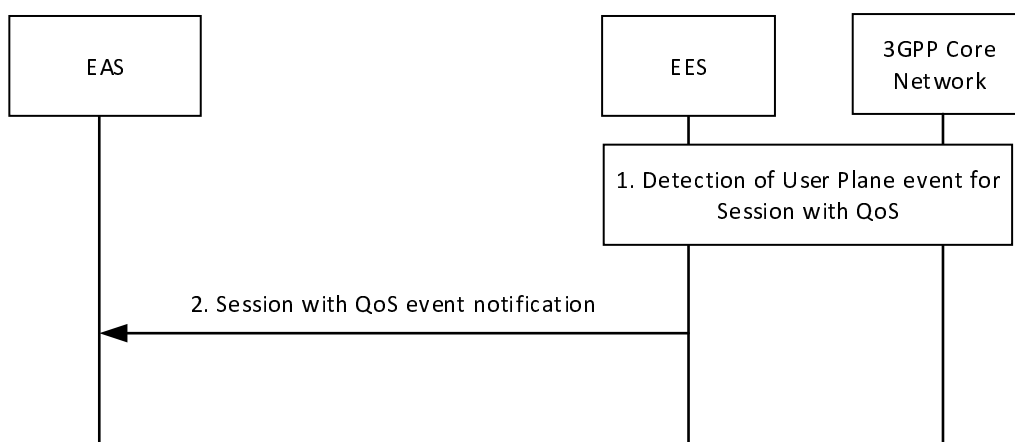 EAS
EES
3GPP Core
Network
1. Detection of User Plane event for
Session with QoS
2. Session with QoS event notification